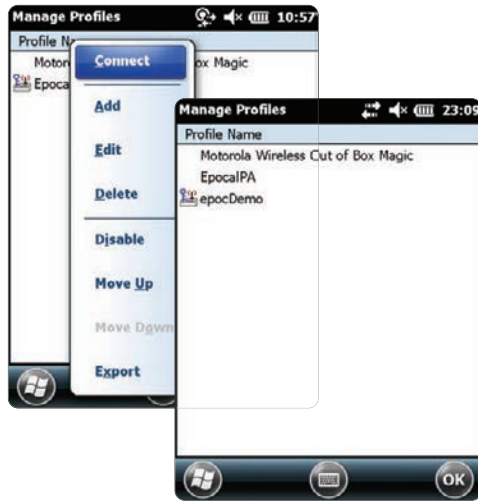 Manage Profiles 10:57
Profile Na
Motoro ox Magic
Epoca
Connect
Add
Edit
Delete
Disable
Move Up
Move Down
Export
Manage Profiles 23:09
Profile Name
Motorola Wireless Out of Box Magic
EpocalPA
epocDemo
OK